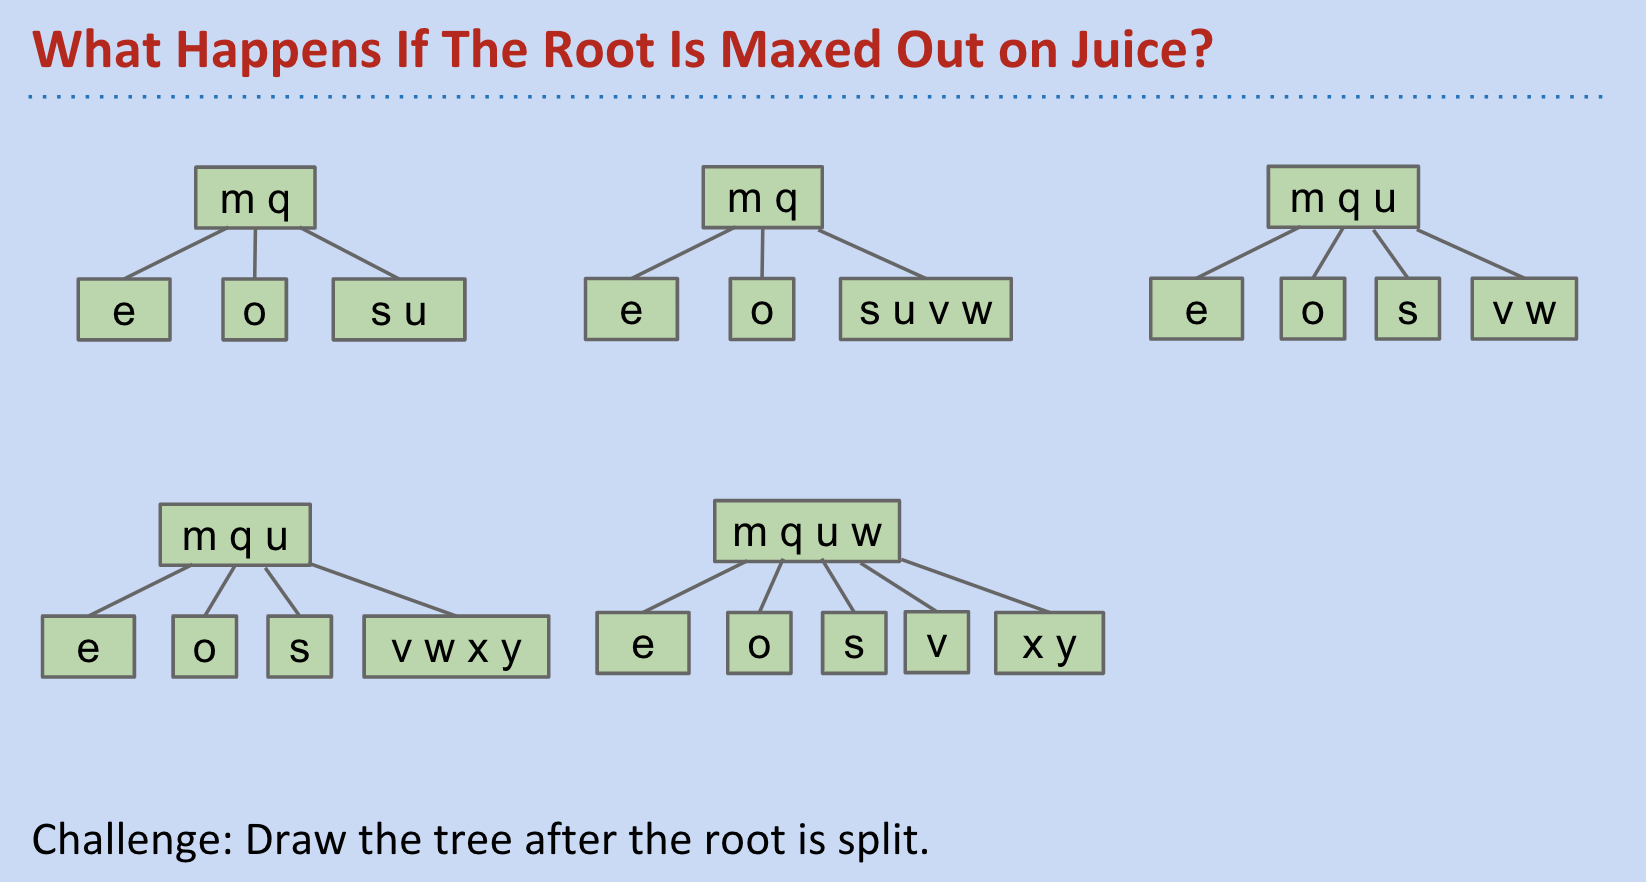 What Happens If The Root Is Maxed Out on Juice?
m q
m q
m q u
e
o
s u
e
o
s u v w
e
o
s
v w
m q u
m q u w
e
o
s
v w x y
e
o
s
v
x y
Challenge: Draw the tree after the root is split.